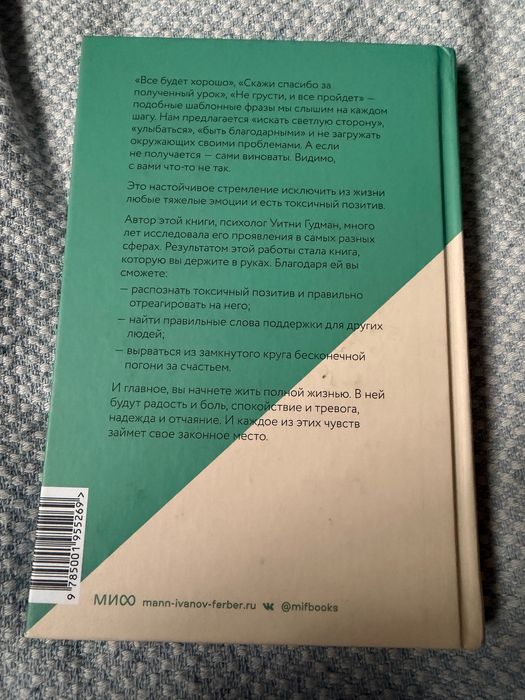 «Все будет хорошо», «Скажи спасибо за
полученный урок», «Не грусти, и все пройдет» —
подобные шаблонные фразы мы слышим на каждом
шагу. Нам предлагается «искать светлую сторону»,
«улыбаться», «быть благодарными» и не загружать
окружающих своими проблемами. А если
не получается — сами виноваты. Видимо,
с вами что-то не так.
Это настойчивое стремление исключить из жизни
любые тяжелые эмоции и есть токсичный позитив.
Автор этой книги, психолог Уитни Гудман, много
лет исследовала его проявления в самых разных
сферах. Результатом этой работы стала книга,
которую вы держите в руках. Благодаря ей вы
сможете:
— распознать токсичный позитив и правильно
отреагировать на него;
— найти правильные слова поддержки для других
людей;
— вырваться из замкнутого круга бесконечной
погони за счастьем.
И главное, вы начнете жить полной жизнью. В ней
будут радость и боль, спокойствие и тревога,
надежда и отчаяние. И каждое из этих чувств
займет свое законное место.
9 785001 955269 >
МИФ mann-ivanov-ferber.ru @mifbooks